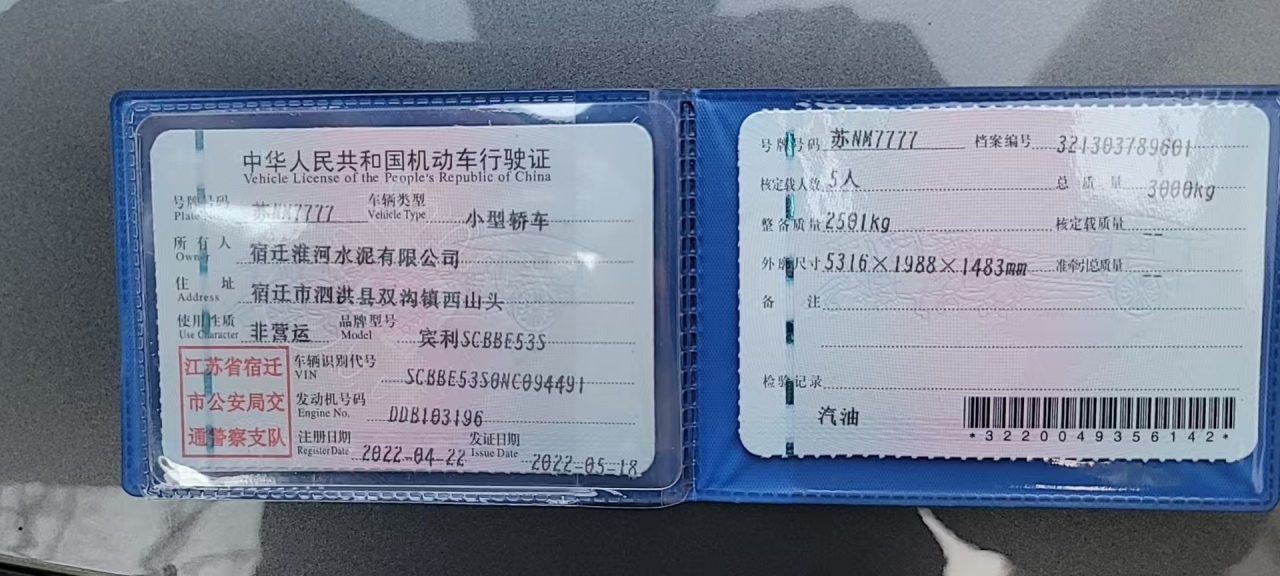 中华人民共和国机动车行驶证
Vehicle License of the People's Republic of China
号牌号码 苏NM7777 车辆类型 小型轿车
Plate No. Vehicle Type
所有人 宿迁淮河水泥有限公司
Owner
住址 宿迁市泗洪县双沟镇西山头
Address
使用性质 非营运 品牌型号 宾利SCBBE53S
Use Character Model
江苏省宿迁
市公安局交
通警察支队
车辆识别代号 SCBBE53S0NC094491
VIN
发动机号码 DDB103196
Engine No.
注册日期 2022-04-22 发证日期 2022-05-18
Register Date Issue Date
号牌号码 苏NM7777 档案编号 321303789601
核定载人数 5人 总质量 3000kg
整备质量 2501kg 核定载质量 --
外廓尺寸 5316×1988×1483mm 准牵引总质量 --
备注
检验记录
汽油
*3220049356142*